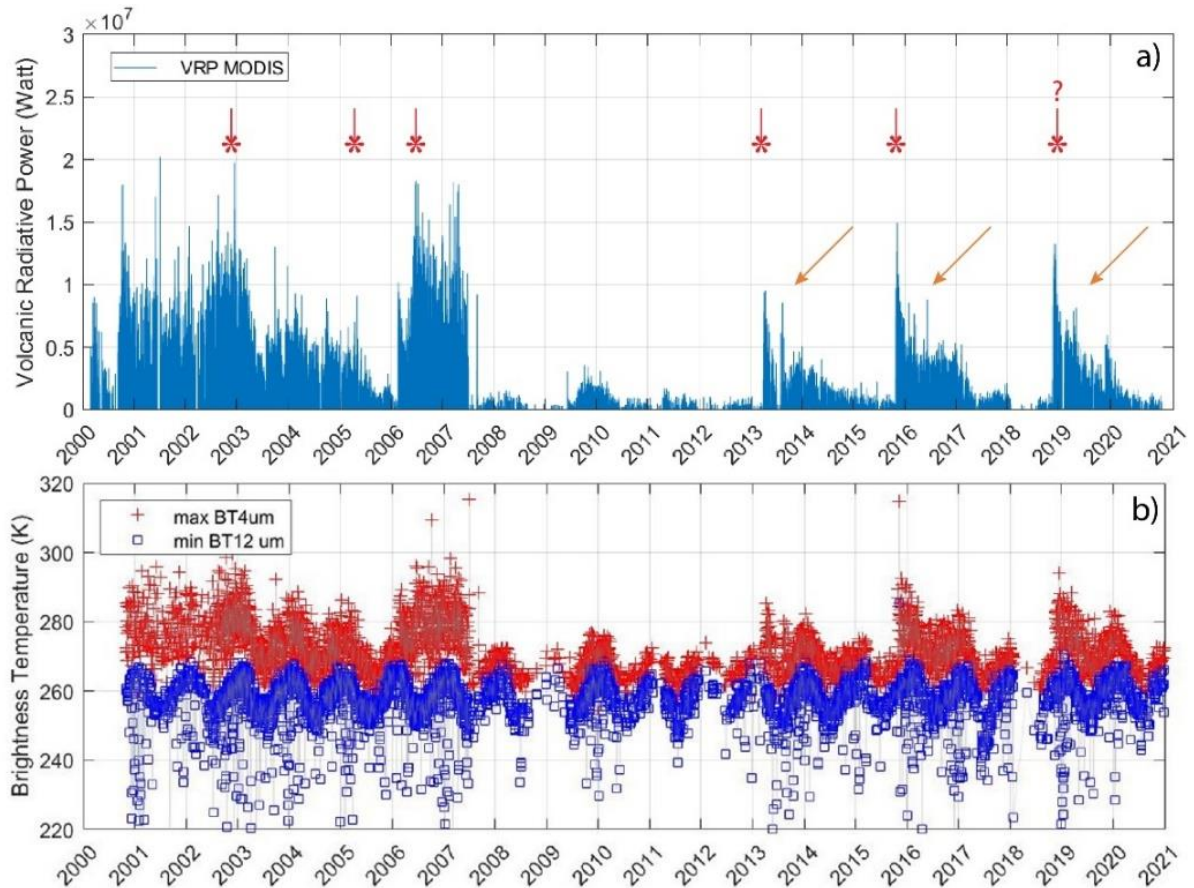 ×10⁷
3
2.5
2
1.5
1
0.5
0
Volcanic Radiative Power (Watt)
VRP MODIS
a)
?
* * * * * *
2000 2001 2002 2003 2004 2005 2006 2007 2008 2009 2010 2011 2012 2013 2014 2015 2016 2017 2018 2019 2020 2021
320
300
280
260
240
220
Brightness Temperature (K)
max BT4um
min BT12 um
b)
2000 2001 2002 2003 2004 2005 2006 2007 2008 2009 2010 2011 2012 2013 2014 2015 2016 2017 2018 2019 2020 2021